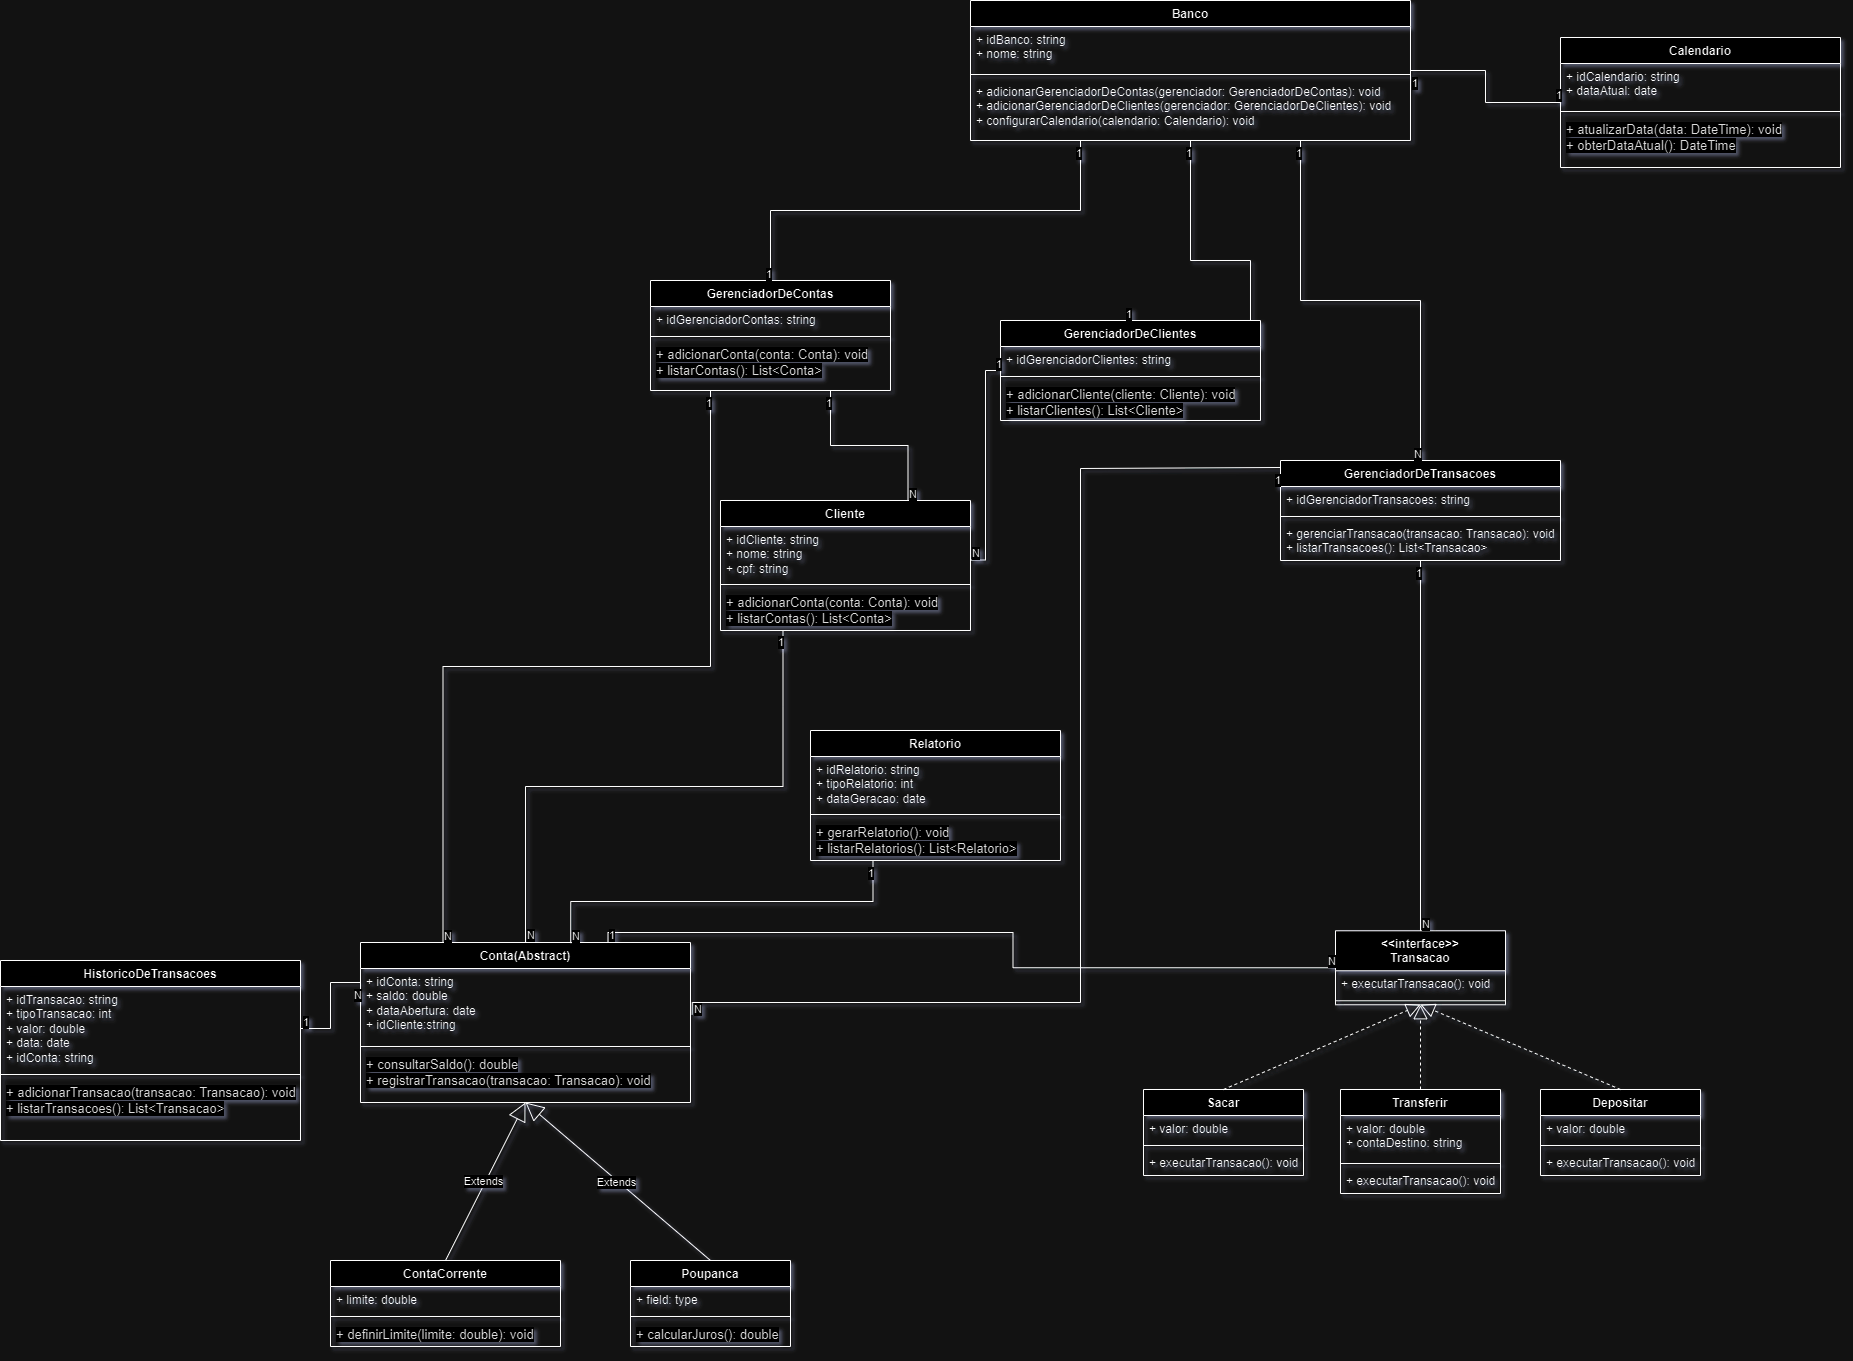 Banco
+ idBanco: string
+ nome: string
+ adicionarGerenciadorDeContas(gerenciador: GerenciadorDeContas): void
+ adicionarGerenciadorDeClientes(gerenciador: GerenciadorDeClientes): void
+ configurarCalendario(calendario: Calendario): void
1
1
1
1
1
Calendario
+ idCalendario: string
+ dataAtual: date
+ atualizarData(data: DateTime): void
+ obterDataAtual(): DateTime
1
GerenciadorDeContas
+ idGerenciadorContas: string
+ adicionarConta(conta: Conta): void
+ listarContas(): List<Conta>
1
1
1
GerenciadorDeClientes
+ idGerenciadorClientes: string
+ adicionarCliente(cliente: Cliente): void
+ listarClientes(): List<Cliente>
1
N
GerenciadorDeTransacoes
+ idGerenciadorTransacoes: string
+ gerenciarTransacao(transacao: Transacao): void
+ listarTransacoes(): List<Transacao>
1
1
N
Cliente
+ idCliente: string
+ nome: string
+ cpf: string
+ adicionarConta(conta: Conta): void
+ listarContas(): List<Conta>
N
1
Relatorio
+ idRelatorio: string
+ tipoRelatorio: int
+ dataGeracao: date
+ gerarRelatorio(): void
+ listarRelatorios(): List<Relatorio>
1
N
N
N
1
Conta(Abstract)
+ idConta: string
+ saldo: double
+ dataAbertura: date
+ idCliente:string
+ consultarSaldo(): double
+ registrarTransacao(transacao: Transacao): void
N
N
HistoricoDeTransacoes
+ idTransacao: string
+ tipoTransacao: int
+ valor: double
+ data: date
+ idConta: string
+ adicionarTransacao(transacao: Transacao): void
+ listarTransacoes(): List<Transacao>
1
N
N
<<interface>>
Transacao
+ executarTransacao(): void
Sacar
+ valor: double
+ executarTransacao(): void
Transferir
+ valor: double
+ contaDestino: string
+ executarTransacao(): void
Depositar
+ valor: double
+ executarTransacao(): void
Extends
Extends
ContaCorrente
+ limite: double
+ definirLimite(limite: double): void
Poupanca
+ field: type
+ calcularJuros(): double